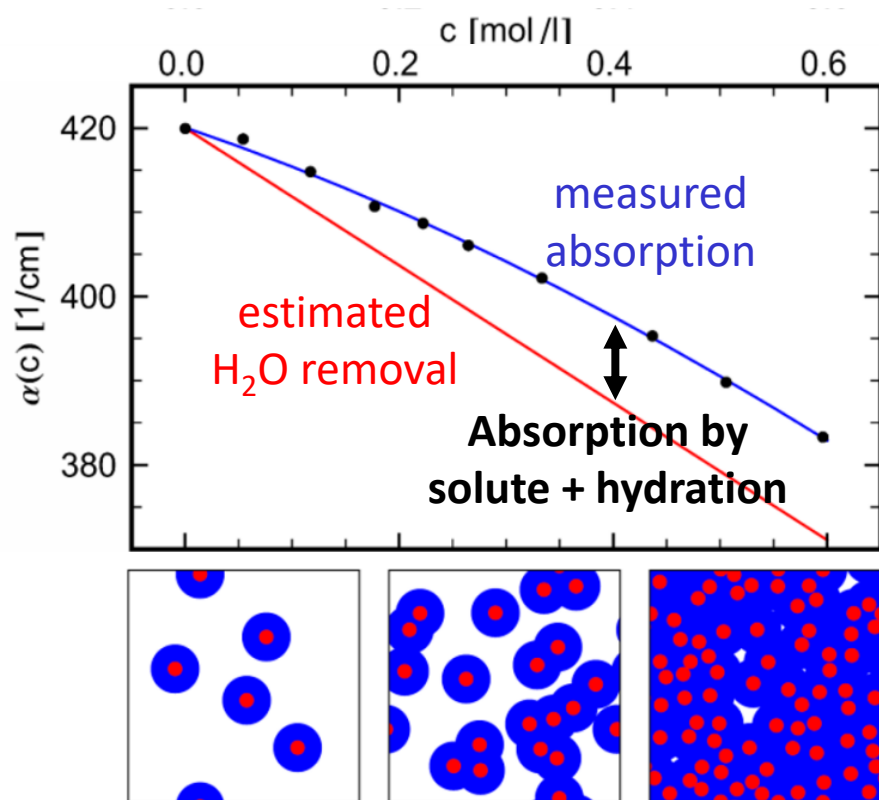 c [mol /l]
0.0 0.2 0.4 0.6
420
400
380
α(c) [1/cm]
measured
absorption
estimated
H₂O removal
Absorption by
solute + hydration